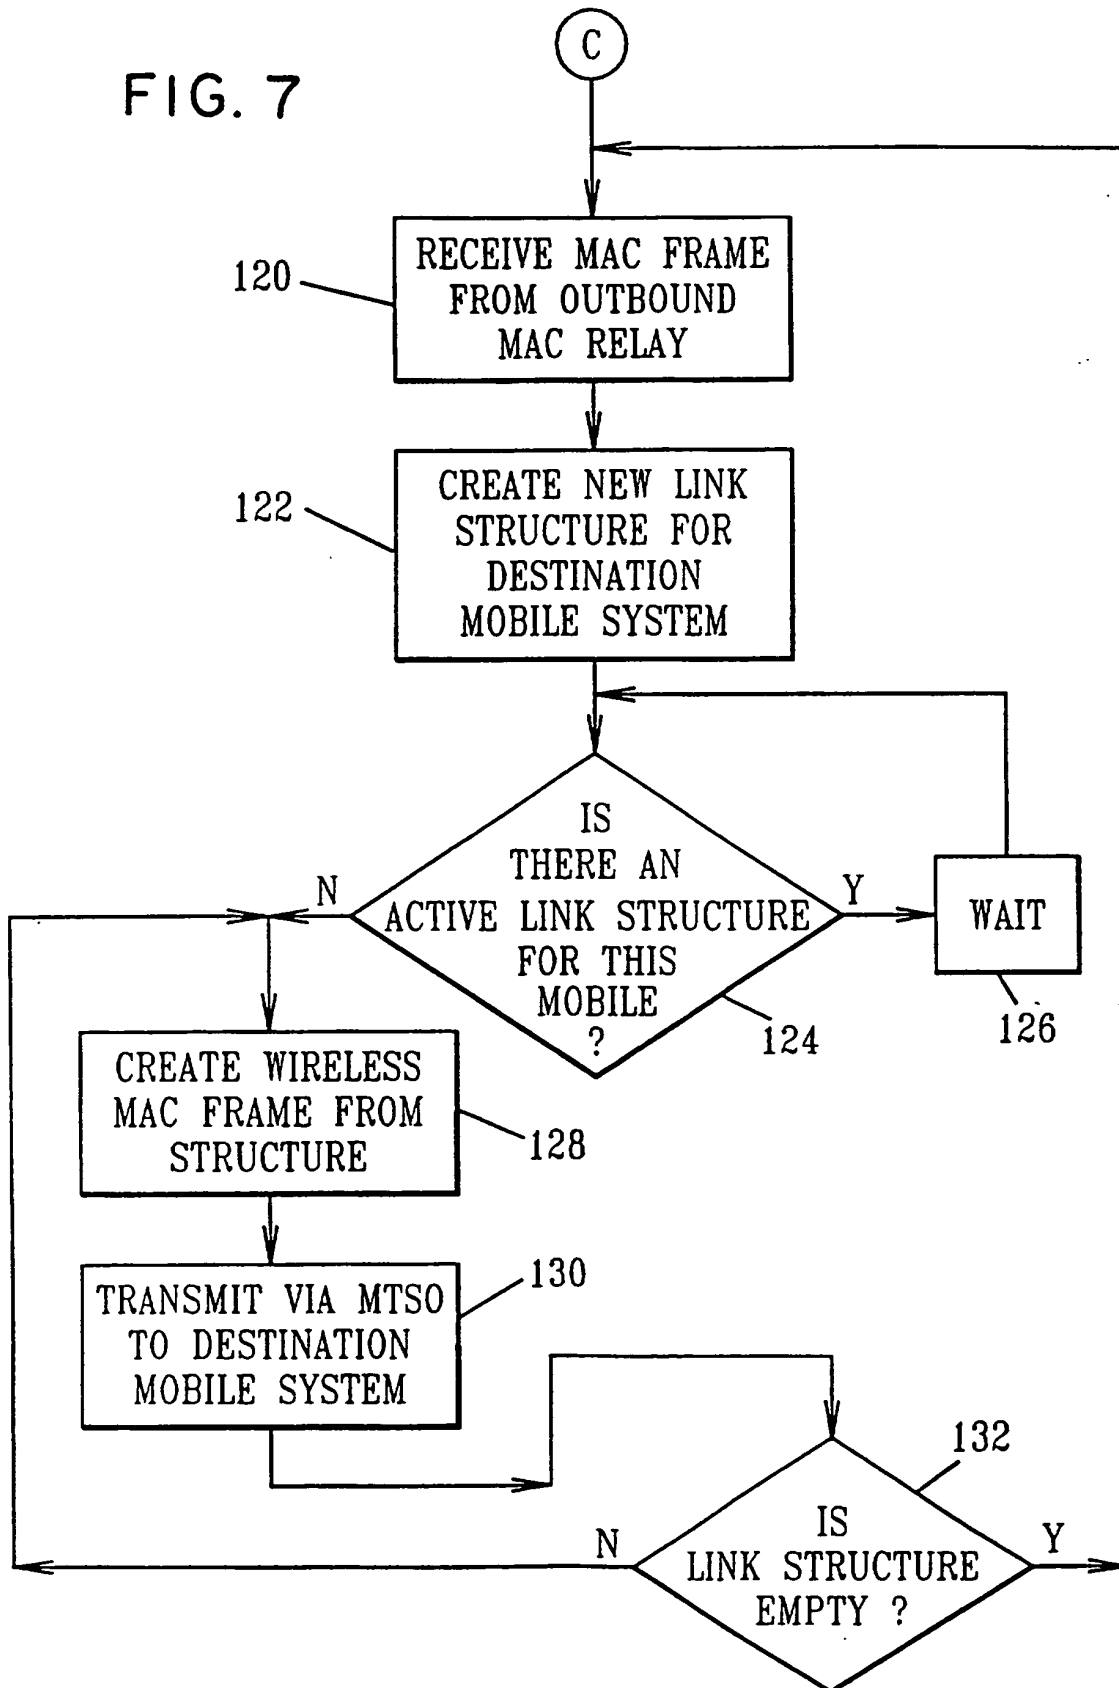 C
FIG. 7
RECEIVE MAC FRAME
FROM OUTBOUND
MAC RELAY
120
CREATE NEW LINK
STRUCTURE FOR
DESTINATION
MOBILE SYSTEM
122
IS
THERE AN
ACTIVE LINK STRUCTURE
FOR THIS
MOBILE
?
N
Y
124
WAIT
126
CREATE WIRELESS
MAC FRAME FROM
STRUCTURE
128
TRANSMIT VIA MTSO
TO DESTINATION
MOBILE SYSTEM
130
132
IS
LINK STRUCTURE
EMPTY ?
N
Y